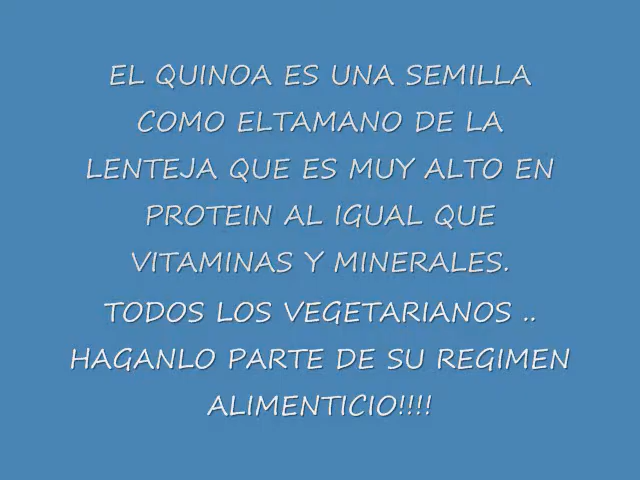 EL QUINOA ES UNA SEMILLA
COMO ELTAMANO DE LA
LENTEJA QUE ES MUY ALTO EN
PROTEIN AL IGUAL QUE
VITAMINAS Y MINERALES.
TODOS LOS VEGETARIANOS ..
HAGANLO PARTE DE SU REGIMEN
ALIMENTICIO!!!!